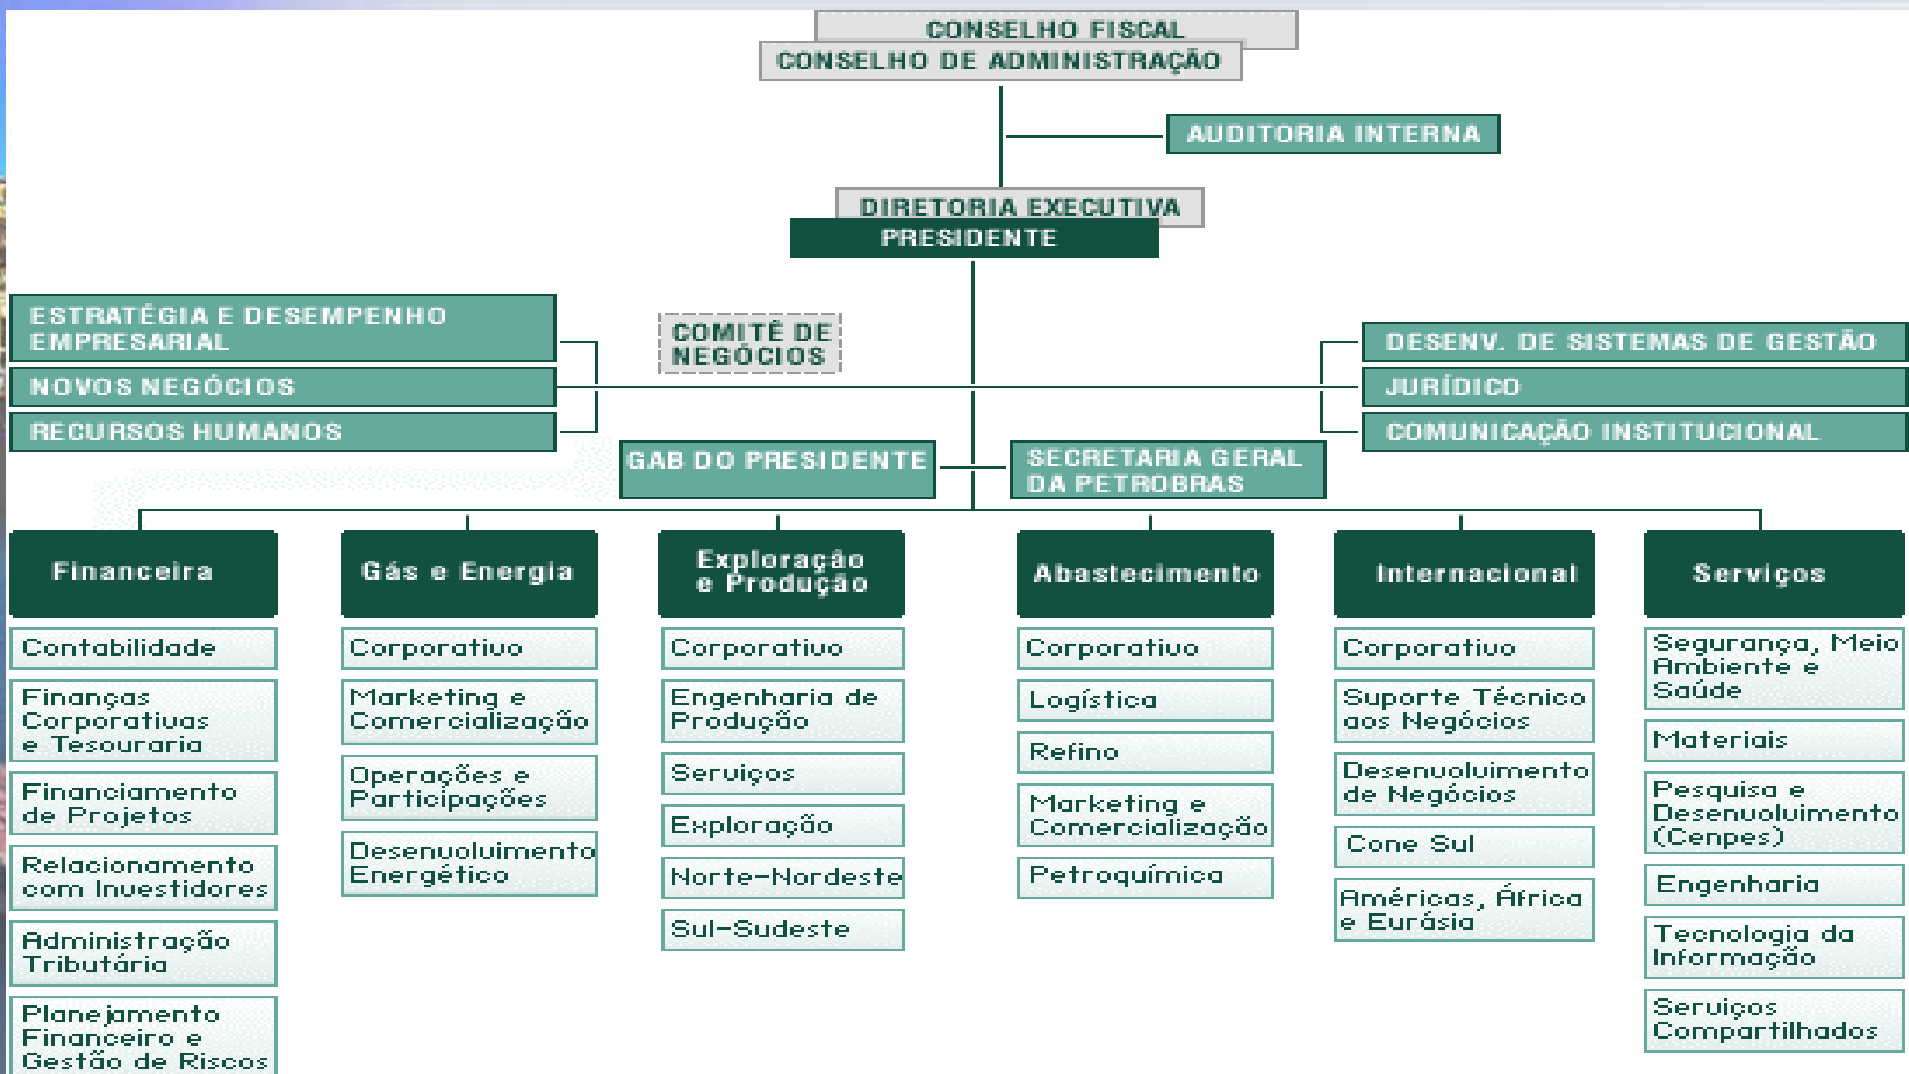 CONSELHO FISCAL
CONSELHO DE ADMINISTRAÇÃO
AUDITORIA INTERNA
DIRETORIA EXECUTIVA
PRESIDENTE
ESTRATÉGIA E DESEMPENHO
EMPRESARIAL
NOVOS NEGÓCIOS
RECURSOS HUMANOS
COMITÊ DE
NEGÓCIOS
DESENV. DE SISTEMAS DE GESTÃO
JURÍDICO
COMUNICAÇÃO INSTITUCIONAL
GAB DO PRESIDENTE
SECRETARIA GERAL
DA PETROBRAS
Financeira
Contabilidade
Finanças
Corporativas
e Tesouraria
Financiamento
de Projetos
Relacionamento
com Investidores
Administração
Tributária
Planejamento
Financeiro e
Gestão de Riscos
Gás e Energia
Corporativo
Marketing e
Comercialização
Operações e
Participações
Desenvolvimento
Energético
Exploração
e Produção
Corporativo
Engenharia de
Produção
Serviços
Exploração
Norte-Nordeste
Sul-Sudeste
Abastecimento
Corporativo
Logística
Refino
Marketing e
Comercialização
Petroquímica
Internacional
Corporativo
Suporte Técnico
aos Negócios
Desenvolvimento
de Negócios
Cone Sul
Américas, África
e Eurásia
Serviços
Segurança, Meio
Ambiente e
Saúde
Materiais
Pesquisa e
Desenvolvimento
(Cenpes)
Engenharia
Tecnologia da
Informação
Serviços
Compartilhados